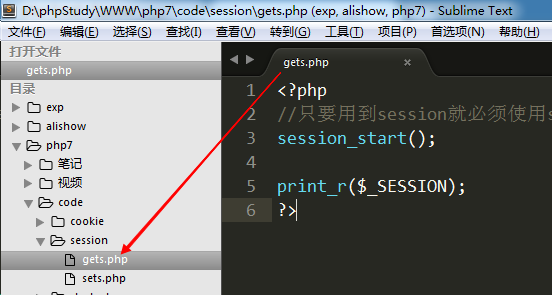 D:\phpStudy\WWW\php7\code\session\gets.php (exp, alishow, php7) - Sublime Text
文件(F) 编辑(E) 选择(S) 查找(I) 查看(V) 转到(G) 工具(T) 项目(P) 首选项(N) 帮助(H)
打开文件
gets.php
目录
exp
alishow
php7
笔记
视频
code
cookie
session
gets.php
sets.php
gets.php ×
1 <?php
2 //只要用到session就必须使用s
3 session_start();
4
5 print_r($_SESSION);
6 ?>